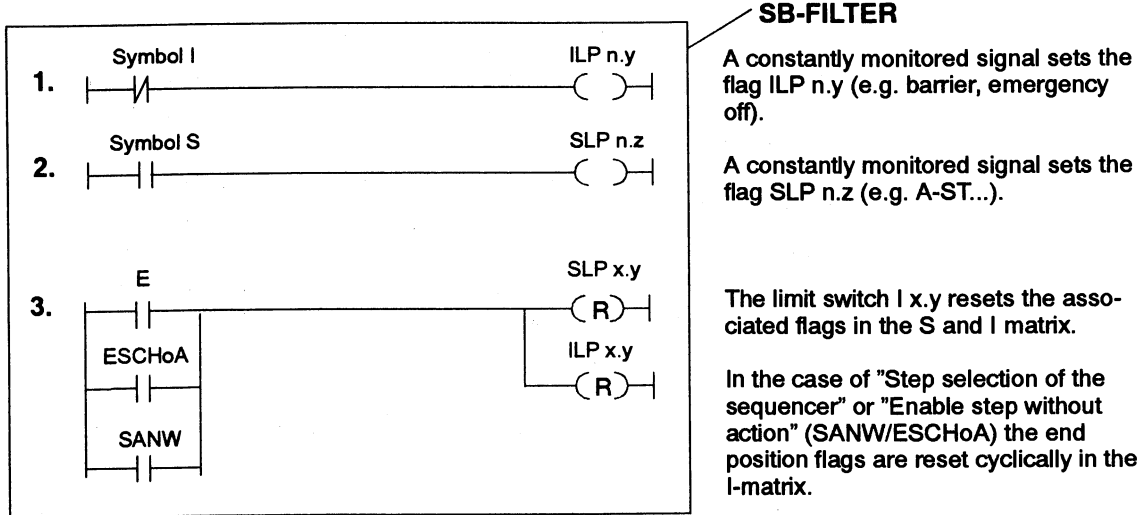 SB-FILTER
1.
Symbol I
ILP n.y
A constantly monitored signal sets the
flag ILP n.y (e.g. barrier, emergency
off).
2.
Symbol S
SLP n.z
A constantly monitored signal sets the
flag SLP n.z (e.g. A-ST...).
3.
E
SLP x.y
R
ESCHoA
ILP x.y
R
SANW
The limit switch I x.y resets the asso-
ciated flags in the S and I matrix.
In the case of "Step selection of the
sequencer" or "Enable step without
action" (SANW/ESCHoA) the end
position flags are reset cyclically in the
I-matrix.